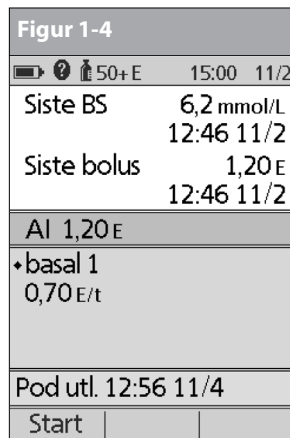 Figur 1-4
50+E 15:00 11/2
Siste BS 6,2 mmol/L
12:46 11/2
Siste bolus 1,20 E
12:46 11/2
AI 1,20 E
basal 1
0,70 E/t
Pod utl. 12:56 11/4
Start